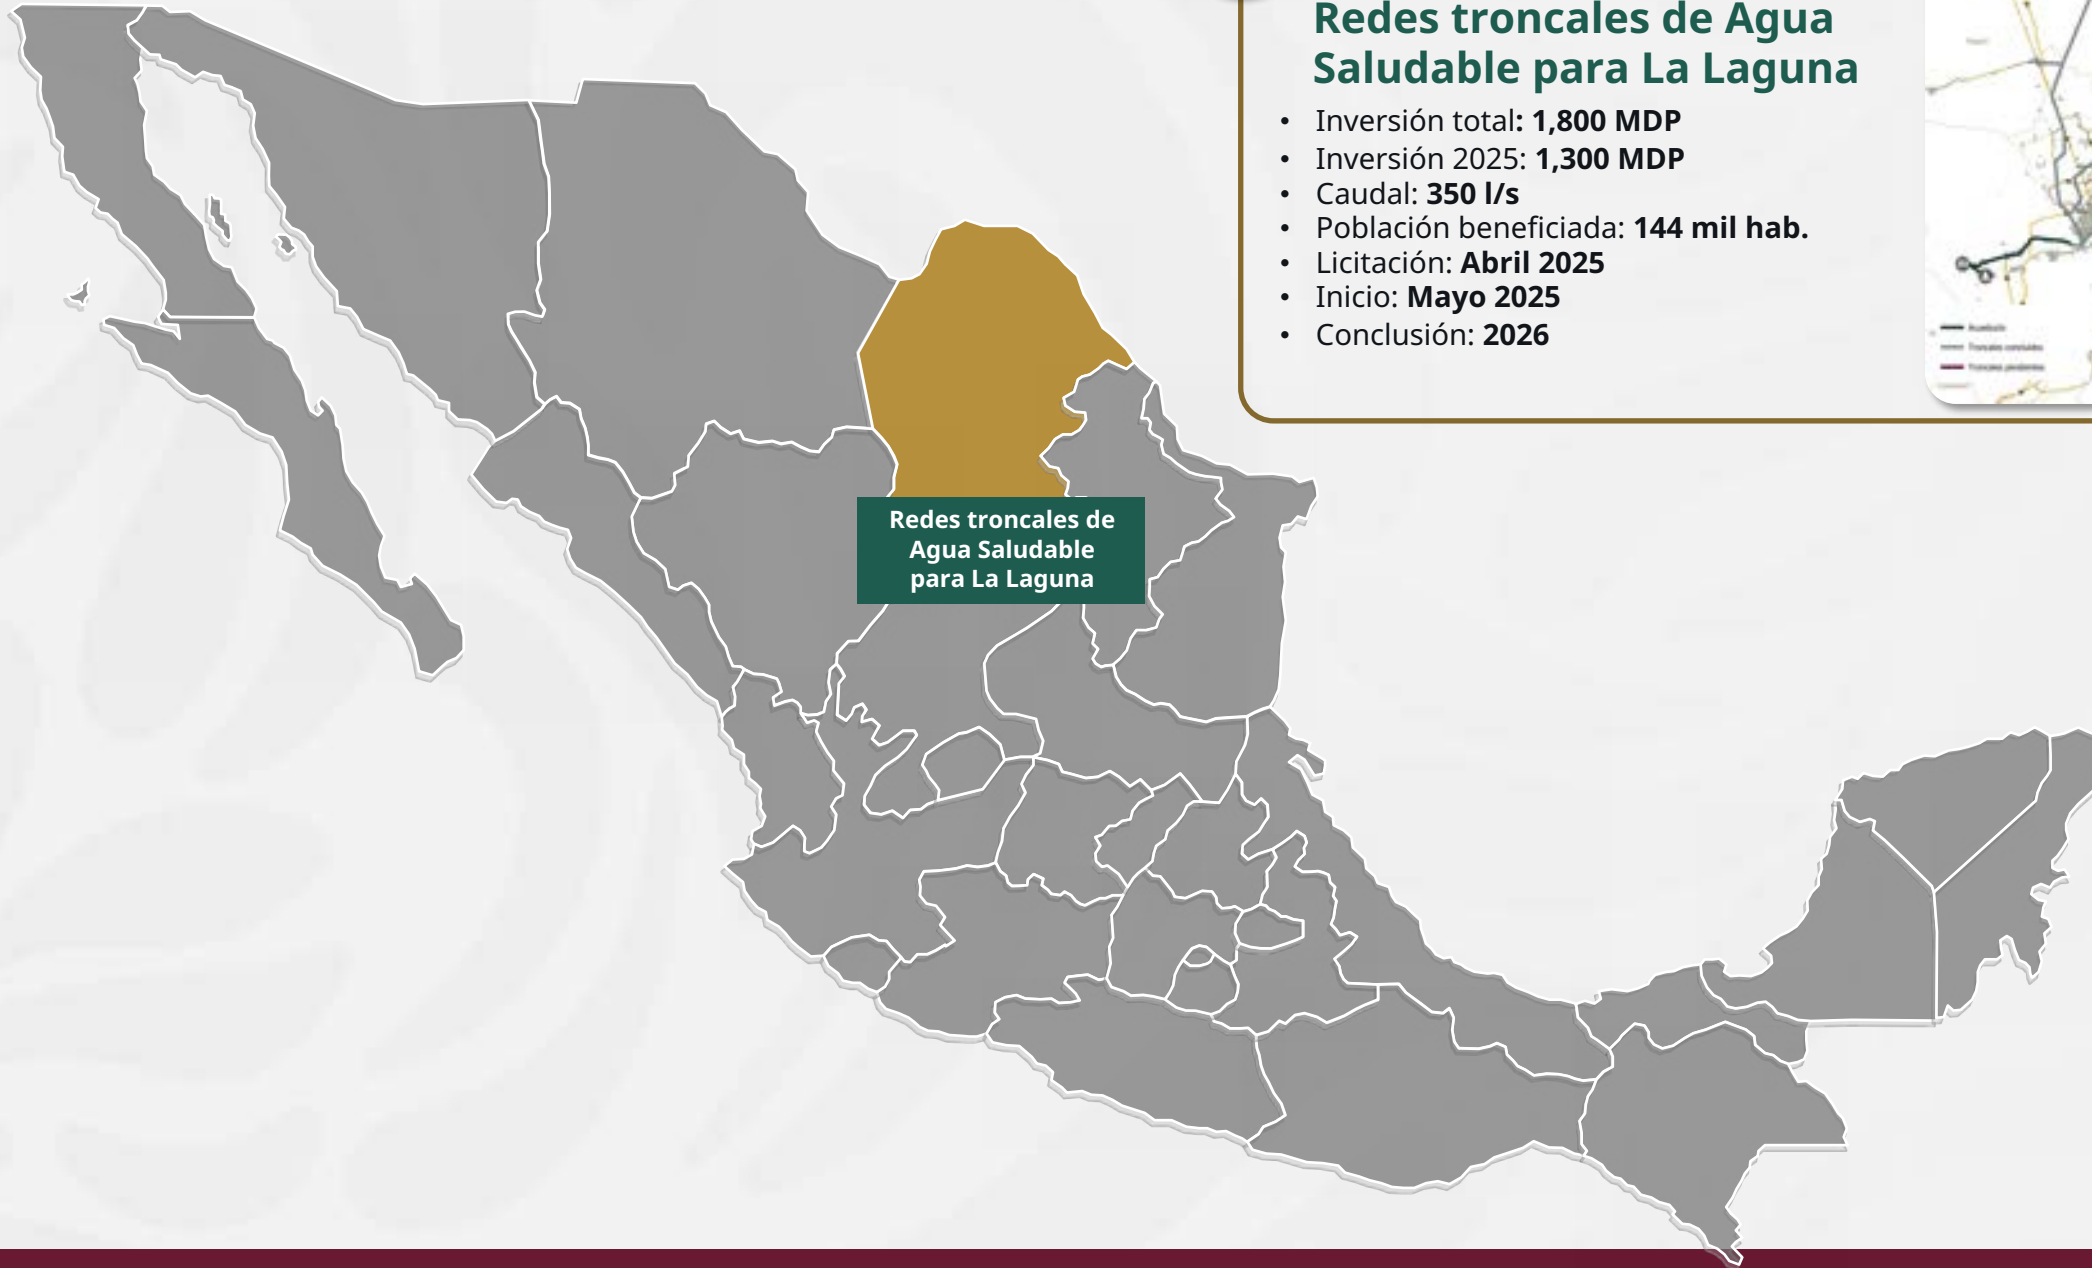 Redes troncales de Agua
Saludable para La Laguna
• Inversión total: 1,800 MDP
• Inversión 2025: 1,300 MDP
• Caudal: 350 l/s
• Población beneficiada: 144 mil hab.
• Licitación: Abril 2025
• Inicio: Mayo 2025
• Conclusión: 2026
Redes troncales de
Agua Saludable
para La Laguna